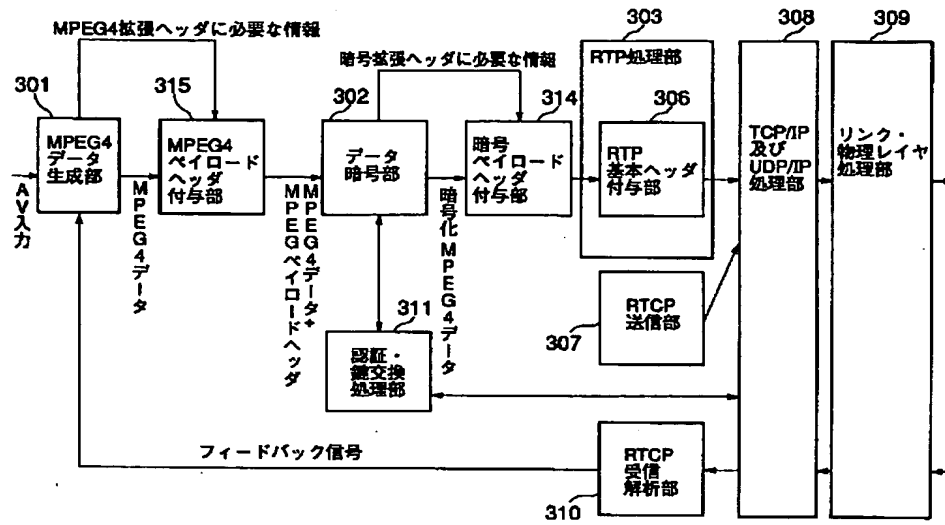 MPEG4拡張ヘッダに必要な情報
暗号拡張ヘッダに必要な情報
301
MPEG4
データ
生成部
315
MPEG4
ペイロード
ヘッダ
付与部
302
データ
暗号部
314
暗号
ペイロード
ヘッダ
付与部
303
RTP処理部
306
RTP
基本ヘッダ
付与部
308
TCP/IP
及び
UDP/IP
処理部
309
リンク・
物理レイヤ
処理部
AV入力
MPEG4データ
MPEG4データ+
MPEGペイロードヘッダ
暗号化MPEG4データ
311
認証・
鍵交換
処理部
RTCP
送信部
307
フィードバック信号
RTCP
受信
解析部
310